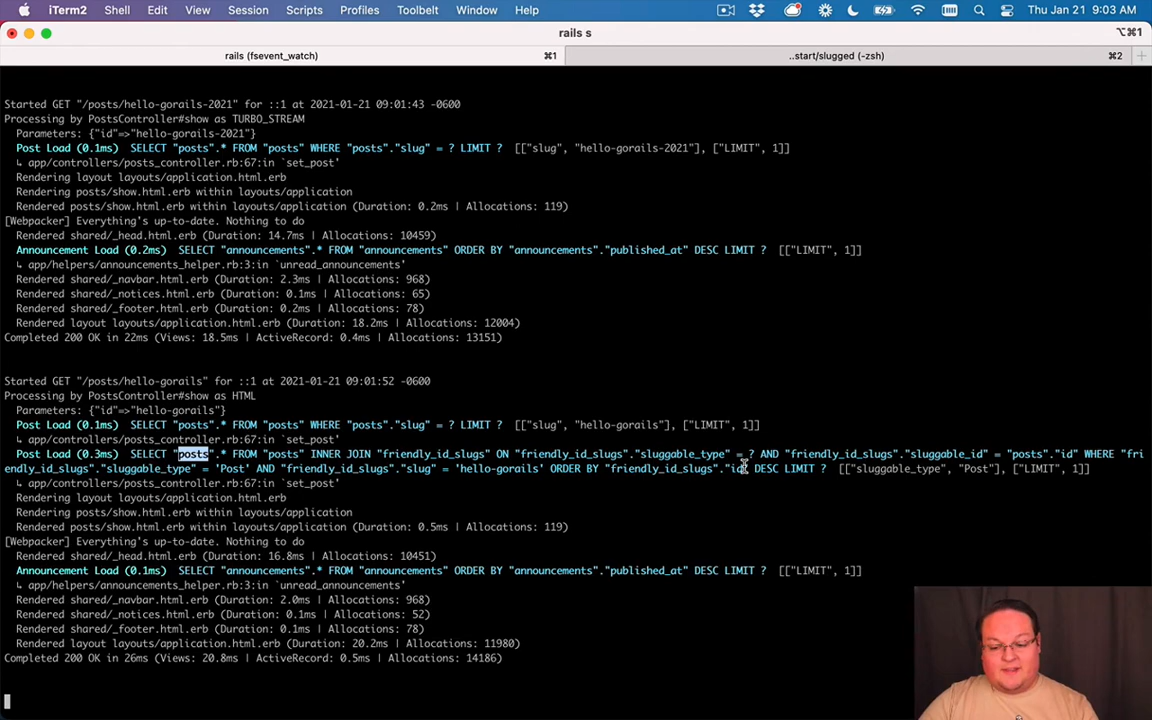 iTerm2 Shell Edit View Session Scripts Profiles Toolbelt Window Help Thu Jan 21 9:03 AM
rails s ⌥⌘1
rails (fsevent_watch) ⌘1 ..start/slugged (-zsh) ⌘2
Started GET "/posts/hello-gorails-2021" for ::1 at 2021-01-21 09:01:43 -0600
Processing by PostsController#show as TURBO_STREAM
Parameters: {"id"=>"hello-gorails-2021"}
Post Load (0.1ms) SELECT "posts".* FROM "posts" WHERE "posts"."slug" = ? LIMIT ? [["slug", "hello-gorails-2021"], ["LIMIT", 1]]
↳ app/controllers/posts_controller.rb:67:in `set_post'
Rendering layout layouts/application.html.erb
Rendering posts/show.html.erb within layouts/application
Rendered posts/show.html.erb within layouts/application (Duration: 0.2ms | Allocations: 119)
[Webpacker] Everything's up-to-date. Nothing to do
Rendered shared/_head.html.erb (Duration: 14.7ms | Allocations: 10459)
Announcement Load (0.2ms) SELECT "announcements".* FROM "announcements" ORDER BY "announcements"."published_at" DESC LIMIT ? [["LIMIT", 1]]
↳ app/helpers/announcements_helper.rb:3:in `unread_announcements'
Rendered shared/_navbar.html.erb (Duration: 2.3ms | Allocations: 968)
Rendered shared/_notices.html.erb (Duration: 0.1ms | Allocations: 65)
Rendered shared/_footer.html.erb (Duration: 0.2ms | Allocations: 78)
Rendered layout layouts/application.html.erb (Duration: 18.2ms | Allocations: 12004)
Completed 200 OK in 22ms (Views: 18.5ms | ActiveRecord: 0.4ms | Allocations: 13151)
Started GET "/posts/hello-gorails" for ::1 at 2021-01-21 09:01:52 -0600
Processing by PostsController#show as HTML
Parameters: {"id"=>"hello-gorails"}
Post Load (0.1ms) SELECT "posts".* FROM "posts" WHERE "posts"."slug" = ? LIMIT ? [["slug", "hello-gorails"], ["LIMIT", 1]]
↳ app/controllers/posts_controller.rb:67:in `set_post'
Post Load (0.3ms) SELECT "posts".* FROM "posts" INNER JOIN "friendly_id_slugs" ON "friendly_id_slugs"."sluggable_type" = ? AND "friendly_id_slugs"."sluggable_id" = "posts"."id" WHERE "fri
endly_id_slugs"."sluggable_type" = 'Post' AND "friendly_id_slugs"."slug" = 'hello-gorails' ORDER BY "friendly_id_slugs"."id" DESC LIMIT ? [["sluggable_type", "Post"], ["LIMIT", 1]]
↳ app/controllers/posts_controller.rb:67:in `set_post'
Rendering layout layouts/application.html.erb
Rendering posts/show.html.erb within layouts/application
Rendered posts/show.html.erb within layouts/application (Duration: 0.5ms | Allocations: 119)
[Webpacker] Everything's up-to-date. Nothing to do
Rendered shared/_head.html.erb (Duration: 16.8ms | Allocations: 10451)
Announcement Load (0.1ms) SELECT "announcements".* FROM "announcements" ORDER BY "announcements"."published_at" DESC LIMIT ? [["LIMIT", 1]]
↳ app/helpers/announcements_helper.rb:3:in `unread_announcements'
Rendered shared/_navbar.html.erb (Duration: 2.0ms | Allocations: 968)
Rendered shared/_notices.html.erb (Duration: 0.1ms | Allocations: 52)
Rendered shared/_footer.html.erb (Duration: 0.1ms | Allocations: 78)
Rendered layout layouts/application.html.erb (Duration: 20.2ms | Allocations: 11980)
Completed 200 OK in 26ms (Views: 20.8ms | ActiveRecord: 0.5ms | Allocations: 14186)